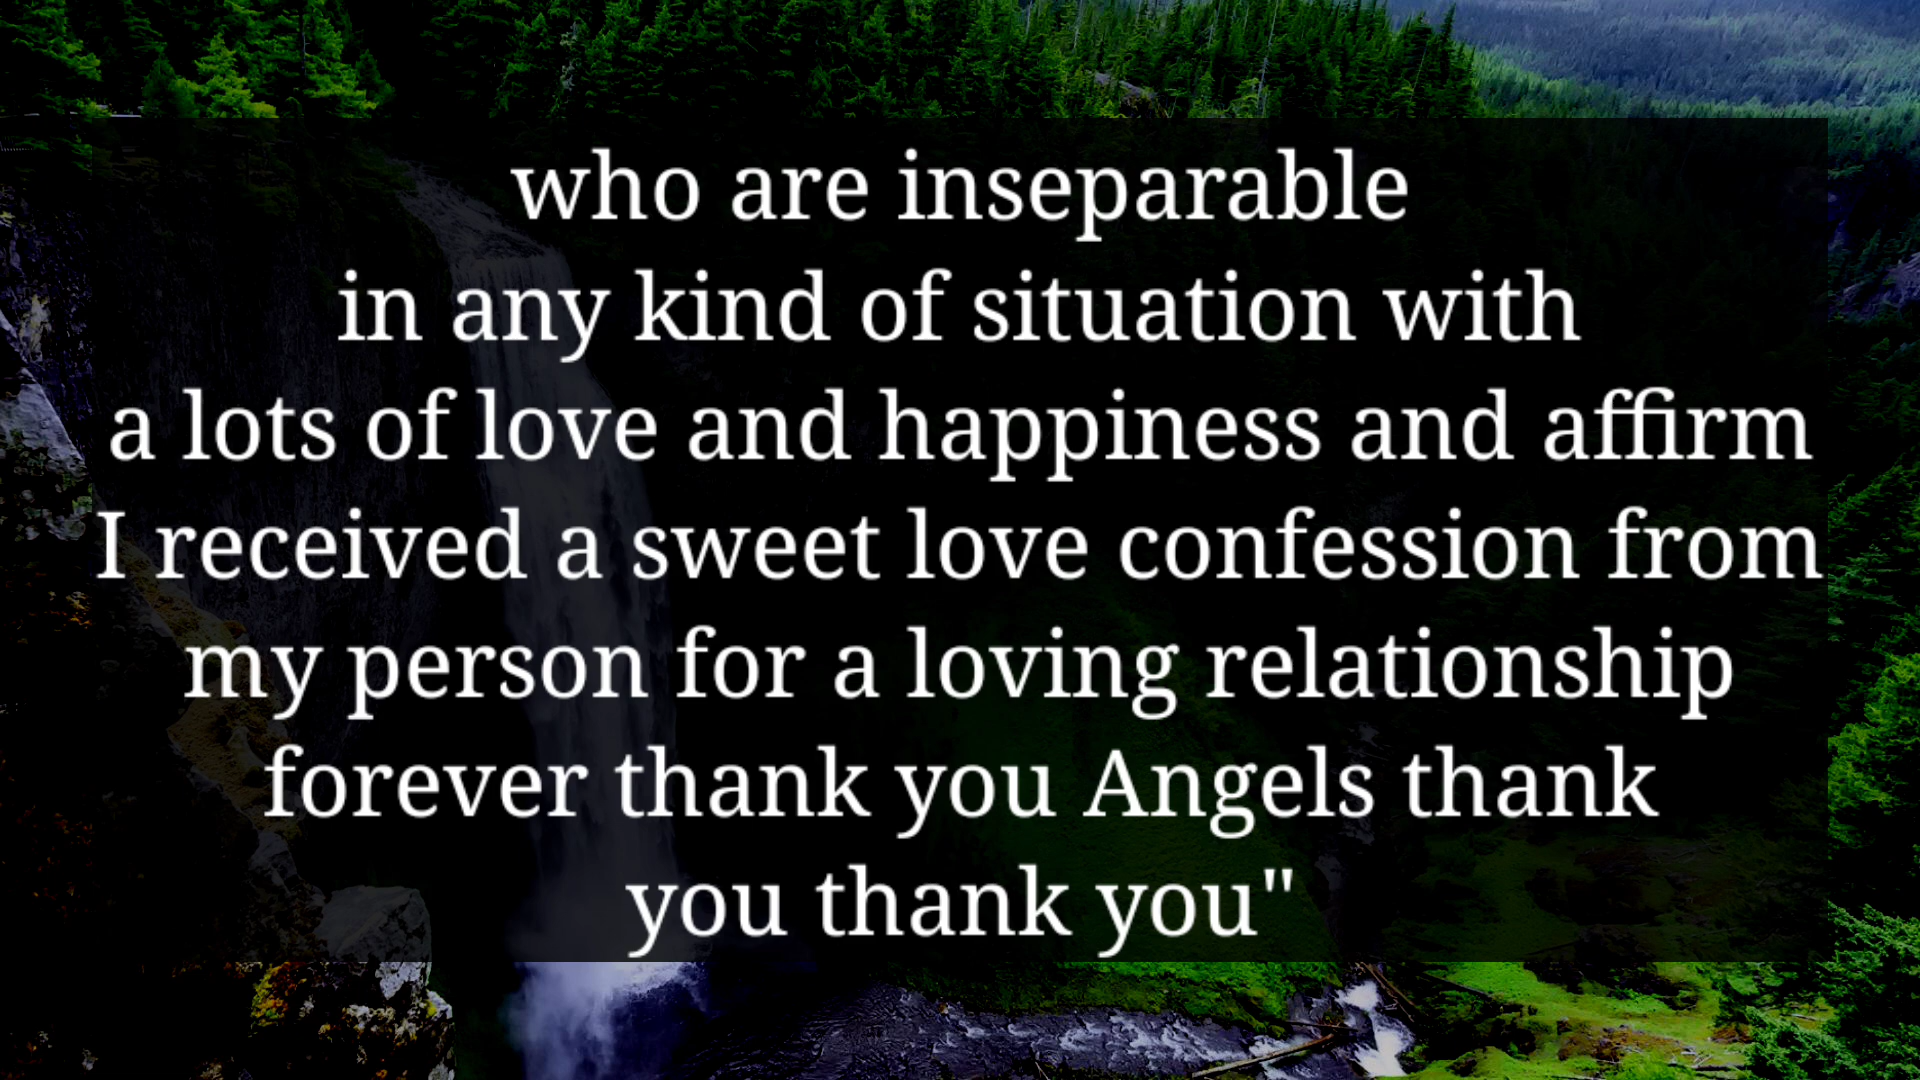 who are inseparable
in any kind of situation with
a lots of love and happiness and affirm
I received a sweet love confession from
my person for a loving relationship
forever thank you Angels thank
you thank you"